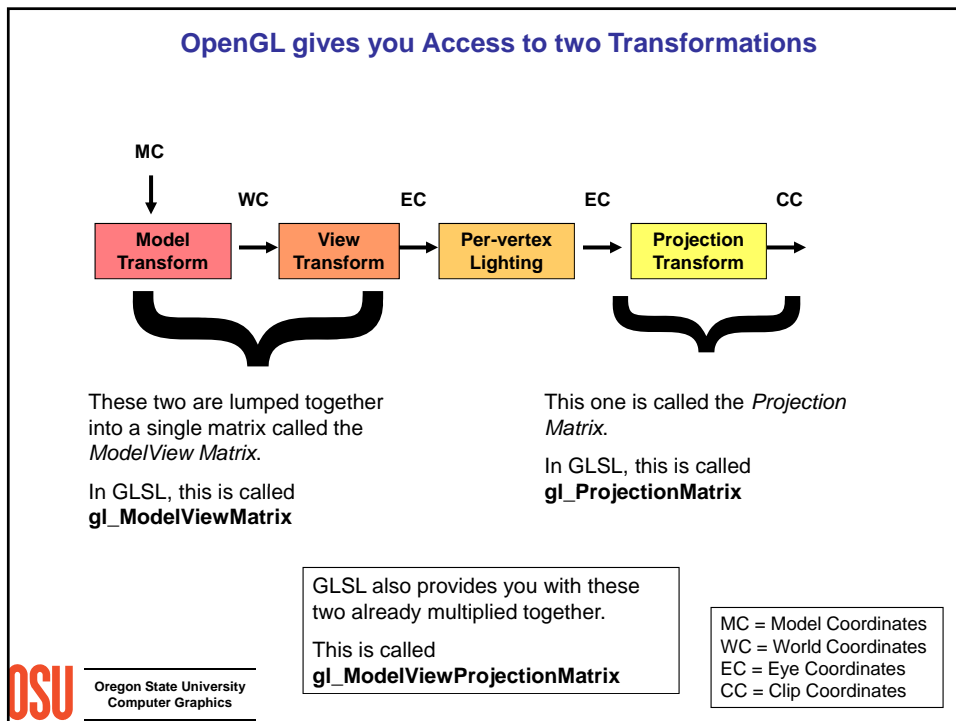 OpenGL gives you Access to two Transformations
MC
WC
EC
EC
CC
Model
Transform
View
Transform
Per-vertex
Lighting
Projection
Transform
These two are lumped together
into a single matrix called the
ModelView Matrix.
In GLSL, this is called
gl_ModelViewMatrix
This one is called the Projection
Matrix.
In GLSL, this is called
gl_ProjectionMatrix
GLSL also provides you with these
two already multiplied together.
This is called
gl_ModelViewProjectionMatrix
MC = Model Coordinates
WC = World Coordinates
EC = Eye Coordinates
CC = Clip Coordinates
OSU
Oregon State University
Computer Graphics